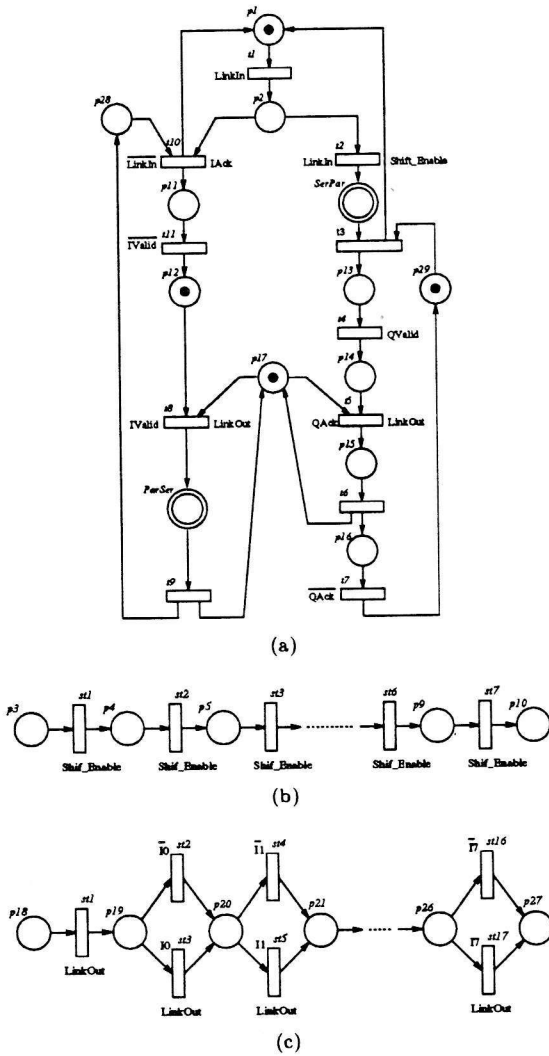 p1
t1
LinkIn
p28
p2
t10
LinkIn IAck
t2
LinkIn Shift_Enable
p11
SerPar
t11
IValid
t3
p12
p13
p29
t4
QValid
p17
p14
t8
IValid LinkOut
t5
QAck LinkOut
p15
ParSer
t6
p16
t9
t7
QAck
(a)
p3 st1 p4 st2 p5 st3 st6 p9 st7 p10
Shif_Enable Shif_Enable Shif_Enable Shif_Enable Shif_Enable
(b)
I0 st2 I1 st4 I7 st16
p18 st1 p19 p20 p21 p26 p27
I0 st3 I1 st5 I7 st17
LinkOut
LinkOut LinkOut LinkOut
(c)